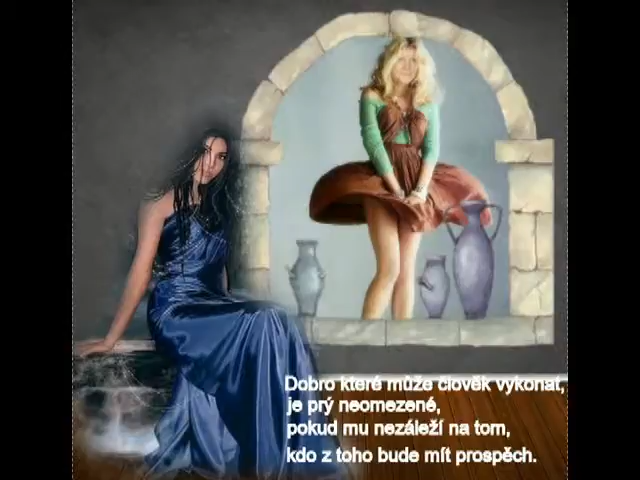 Dobro které může člověk vykonat,
je prý neomezené,
pokud mu nezáleží na tom,
kdo z toho bude mít prospěch.